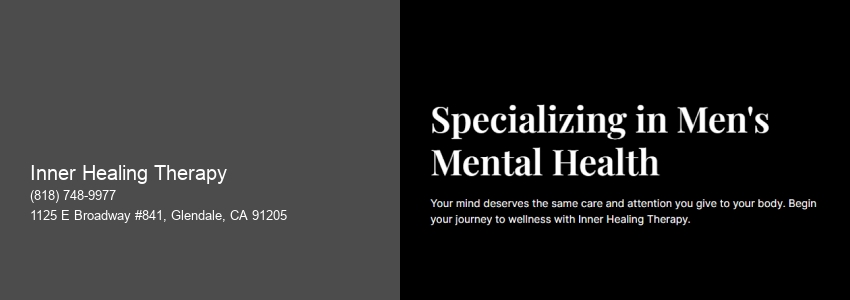 Inner Healing Therapy
(818) 748-9977
1125 E Broadway #841, Glendale, CA 91205
Specializing in Men's
Mental Health
Your mind deserves the same care and attention you give to your body. Begin
your journey to wellness with Inner Healing Therapy.